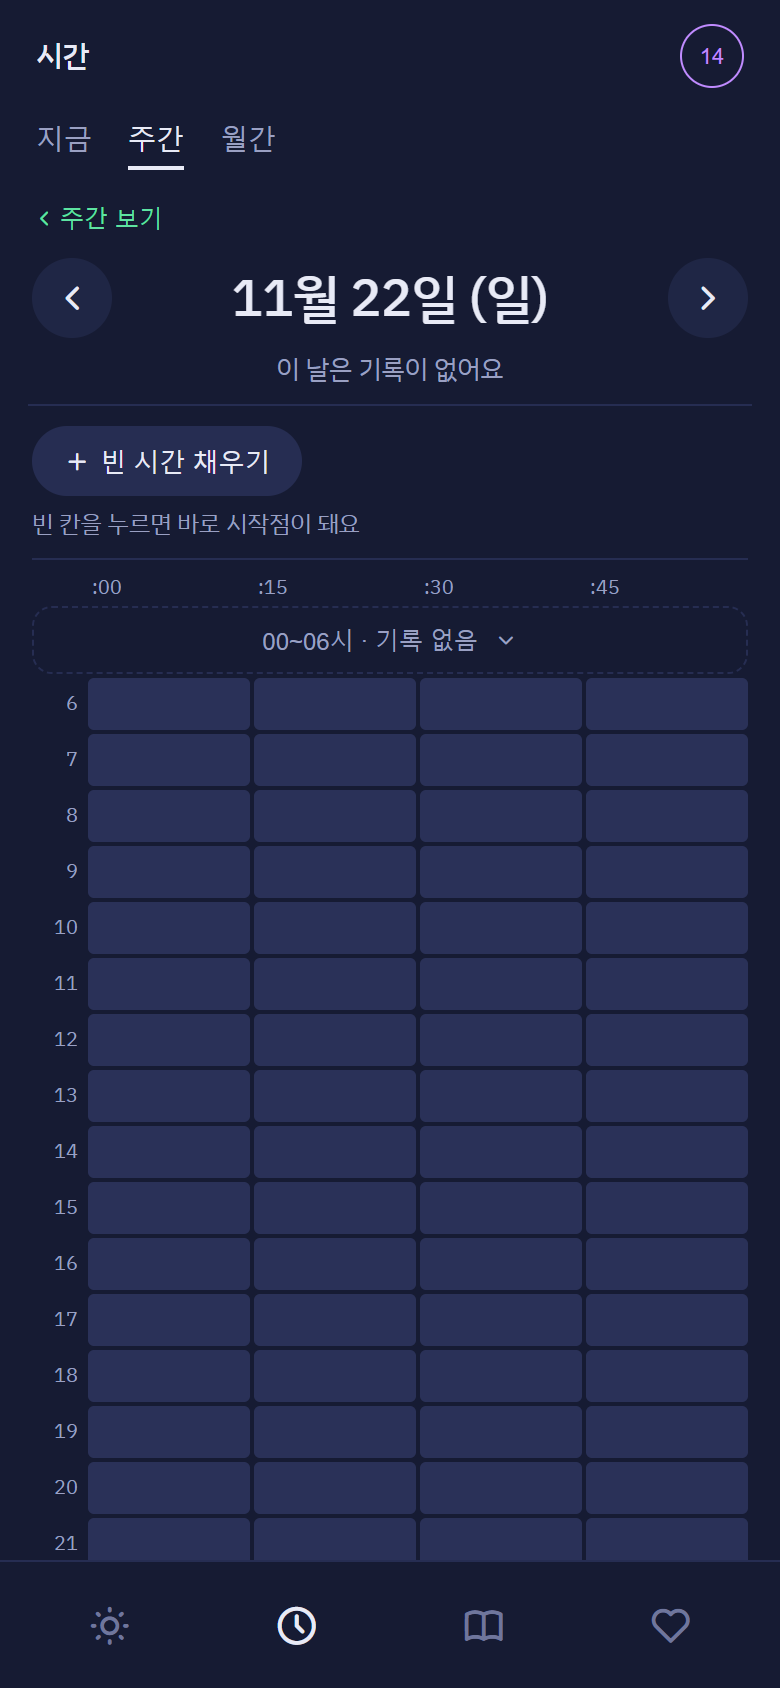 시간
14
지금 주간 월간
주간 보기
11월 22일 (일)
이 날은 기록이 없어요
+ 빈 시간 채우기
빈 칸을 누르면 바로 시작점이 돼요
:00 :15 :30 :45
00~06시 · 기록 없음
6
7
8
9
10
11
12
13
14
15
16
17
18
19
20
21